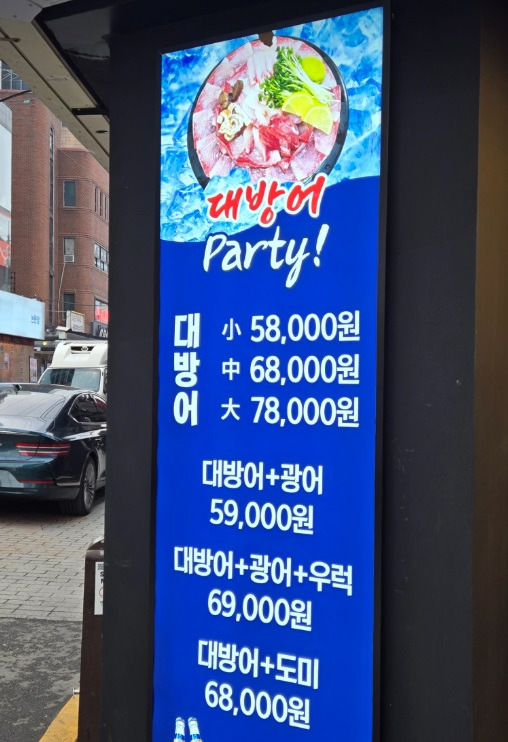 대방어
Party!
대방어
小 58,000원
中 68,000원
大 78,000원
대방어+광어
59,000원
대방어+광어+우럭
69,000원
대방어+도미
68,000원